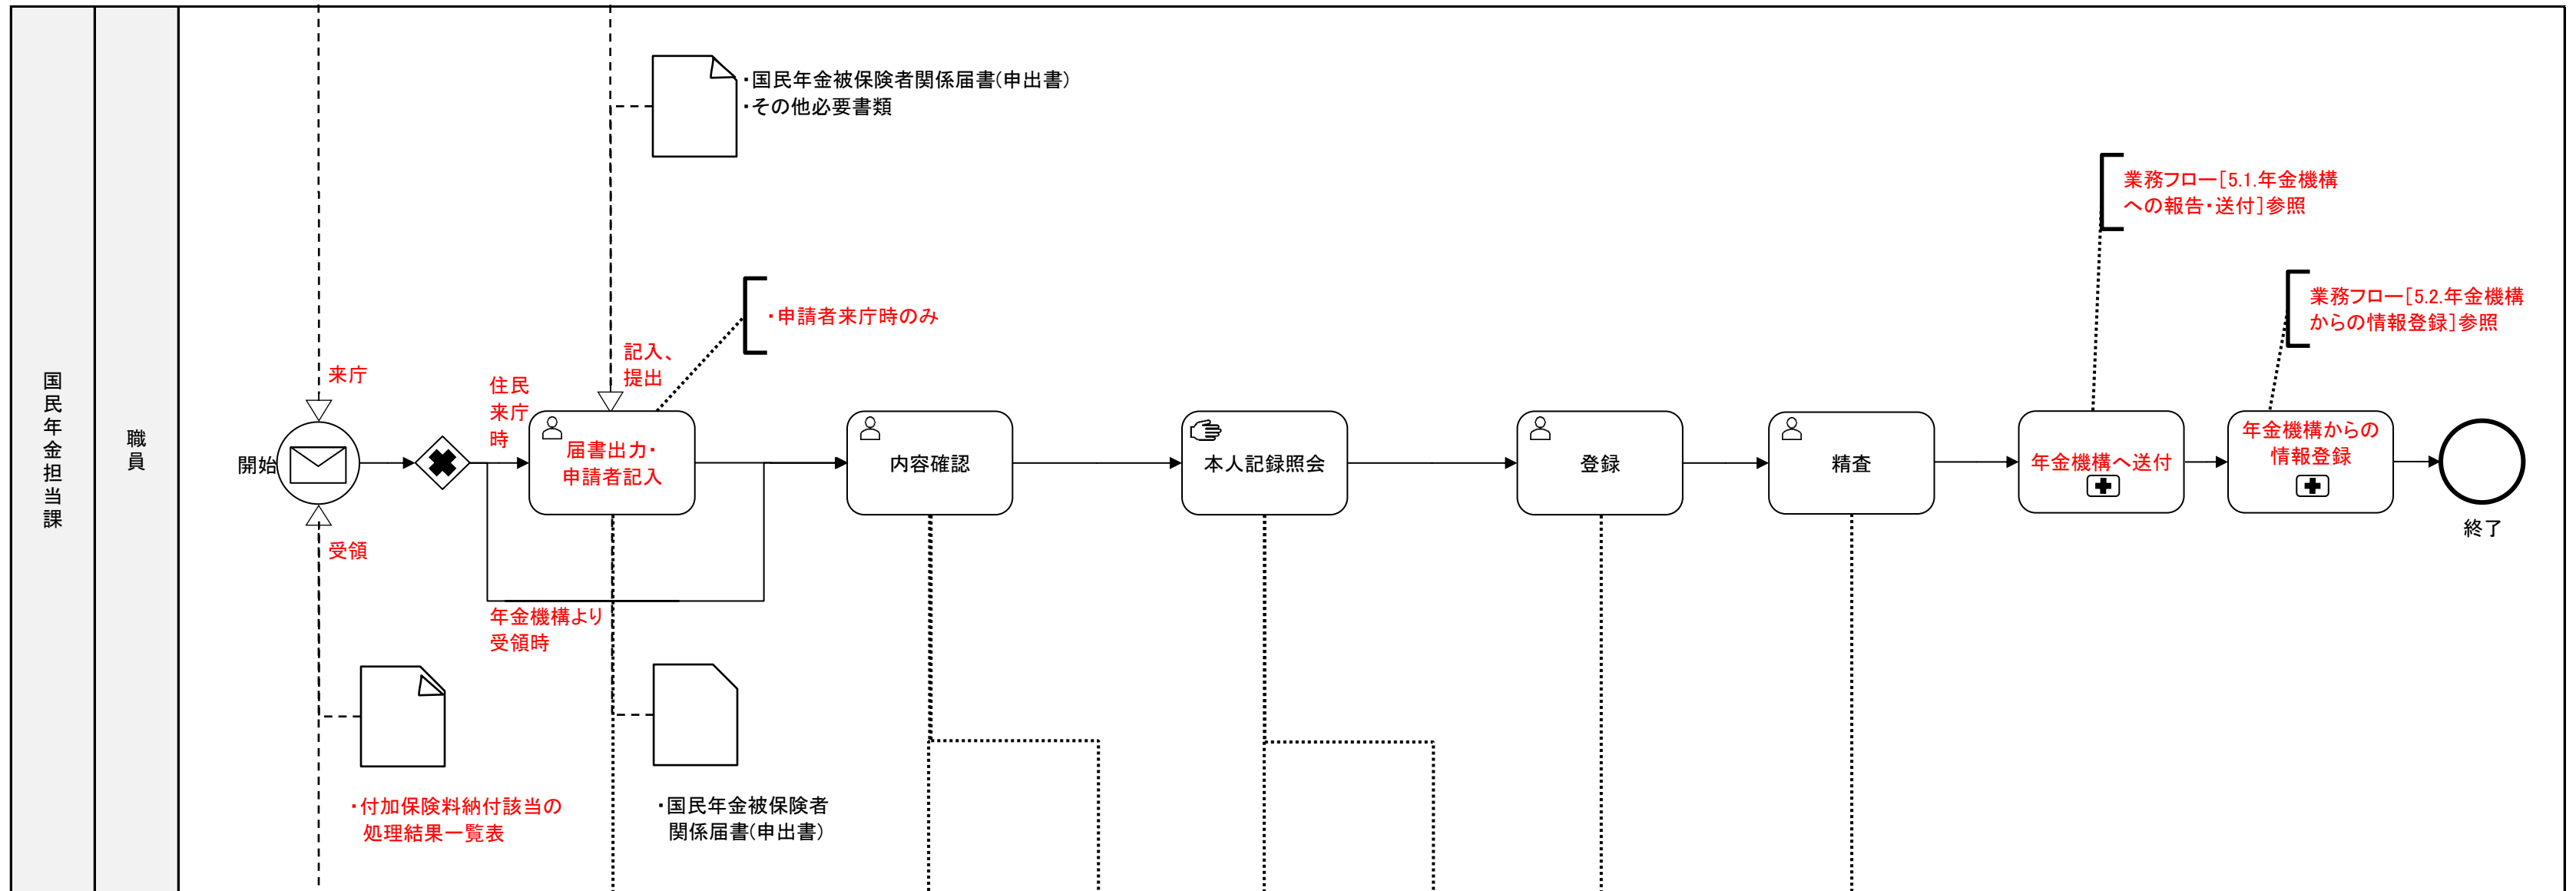 国民年金担当課
職員
・国民年金被保険者関係届書(申出書)
・その他必要書類
業務フロー[5.1.年金機構
への報告・送付]参照
業務フロー[5.2.年金機構
からの情報登録]参照
・申請者来庁時のみ
記入、
提出
来庁
住民
来庁
時
開始
届書出力・
申請者記入
内容確認
本人記録照会
登録
精査
年金機構へ送付
年金機構からの
情報登録
終了
受領
年金機構より
受領時
・付加保険料納付該当の
処理結果一覧表
・国民年金被保険者
関係届書(申出書)